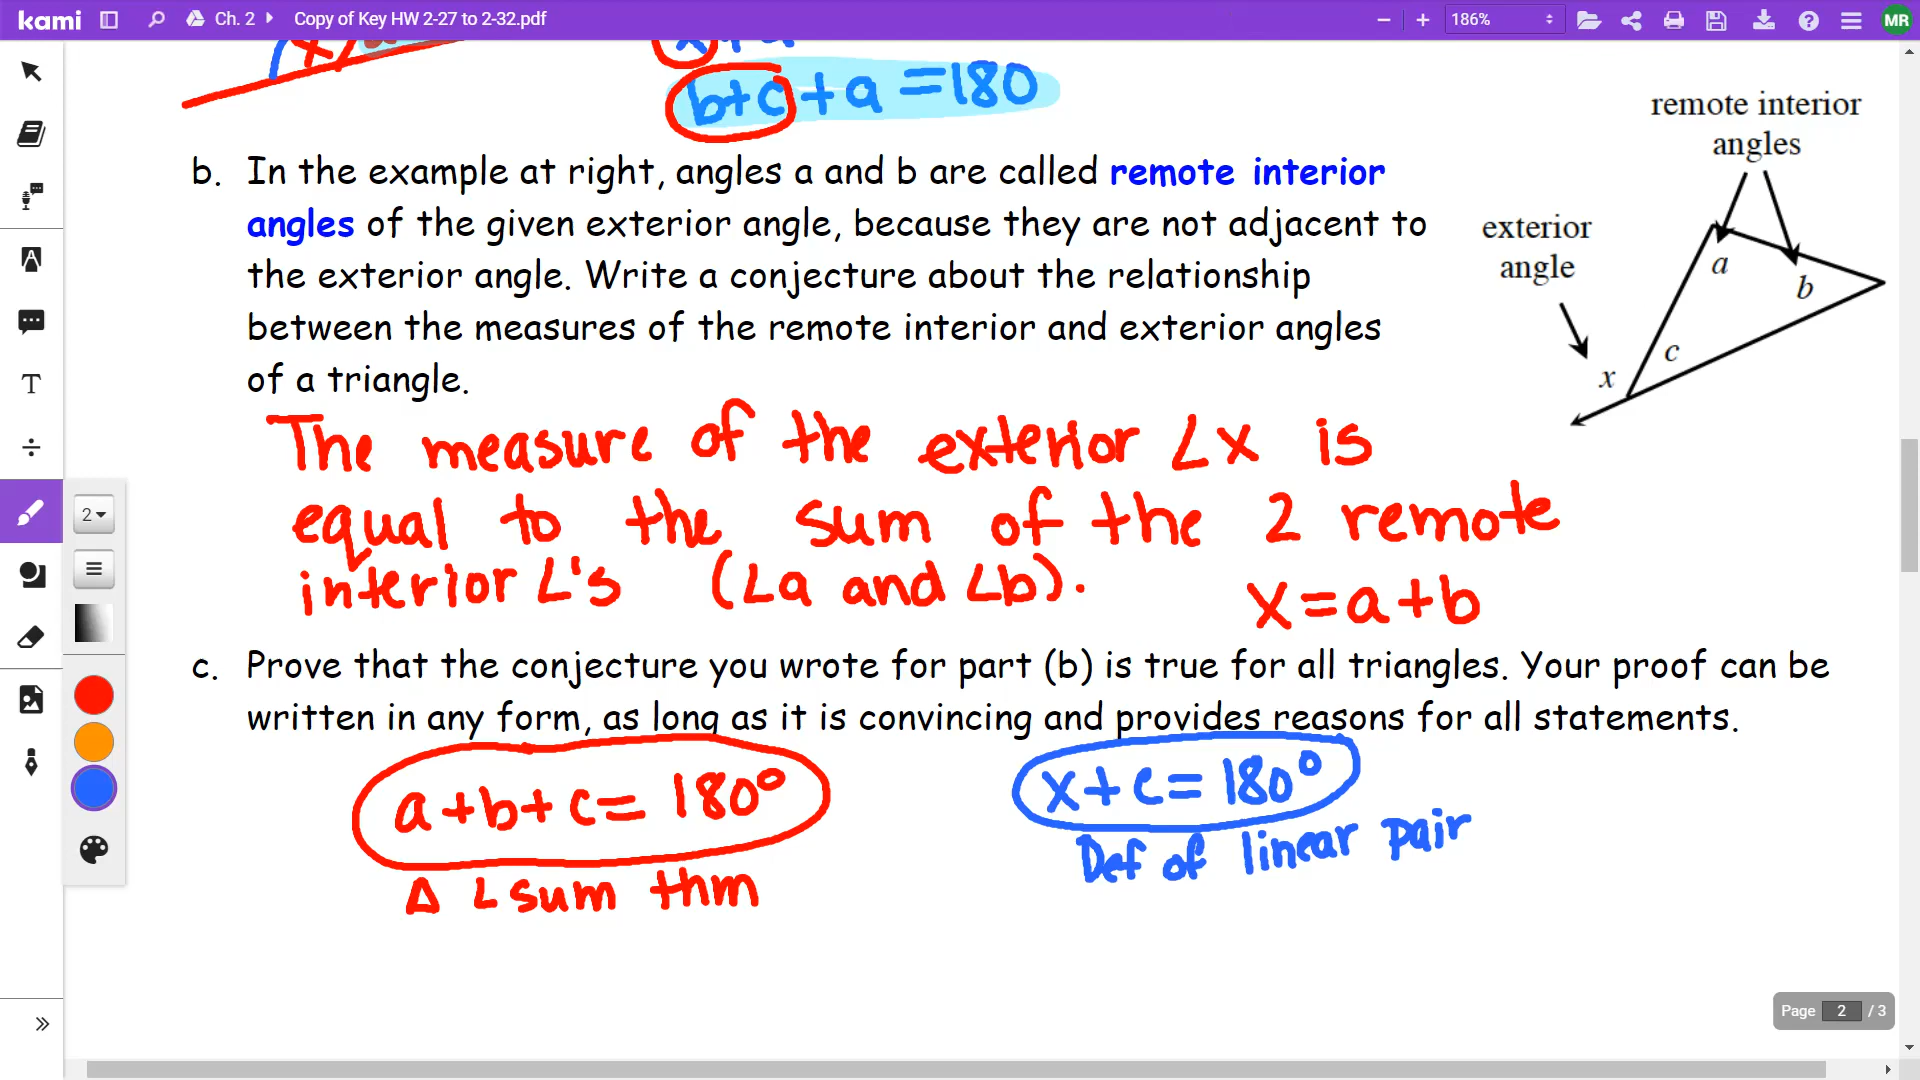 kami Ch. 2 Copy of Key HW 2-27 to 2-32.pdf 186% MR
b+c+a=180
remote interior
angles
b. In the example at right, angles a and b are called remote interior
angles of the given exterior angle, because they are not adjacent to
the exterior angle. Write a conjecture about the relationship
between the measures of the remote interior and exterior angles
of a triangle.
exterior
angle
a
b
c
x
The measure of the exterior ∠x is
equal to the sum of the 2 remote
interior ∠'s (∠a and ∠b).
x=a+b
c. Prove that the conjecture you wrote for part (b) is true for all triangles. Your proof can be
written in any form, as long as it is convincing and provides reasons for all statements.
a+b+c=180°
Δ ∠sum thm
x+c=180°
Def of linear pair
2
T
Page 2 / 3